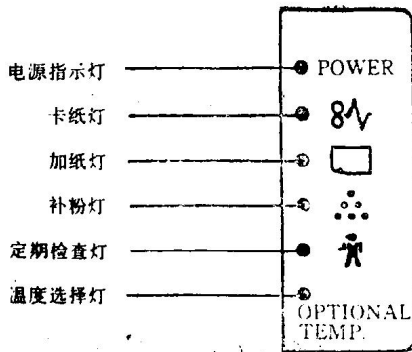 电源指示灯 POWER
卡纸灯
加纸灯
补粉灯
定期检查灯
温度选择灯
OPTIONAL
TEMP.